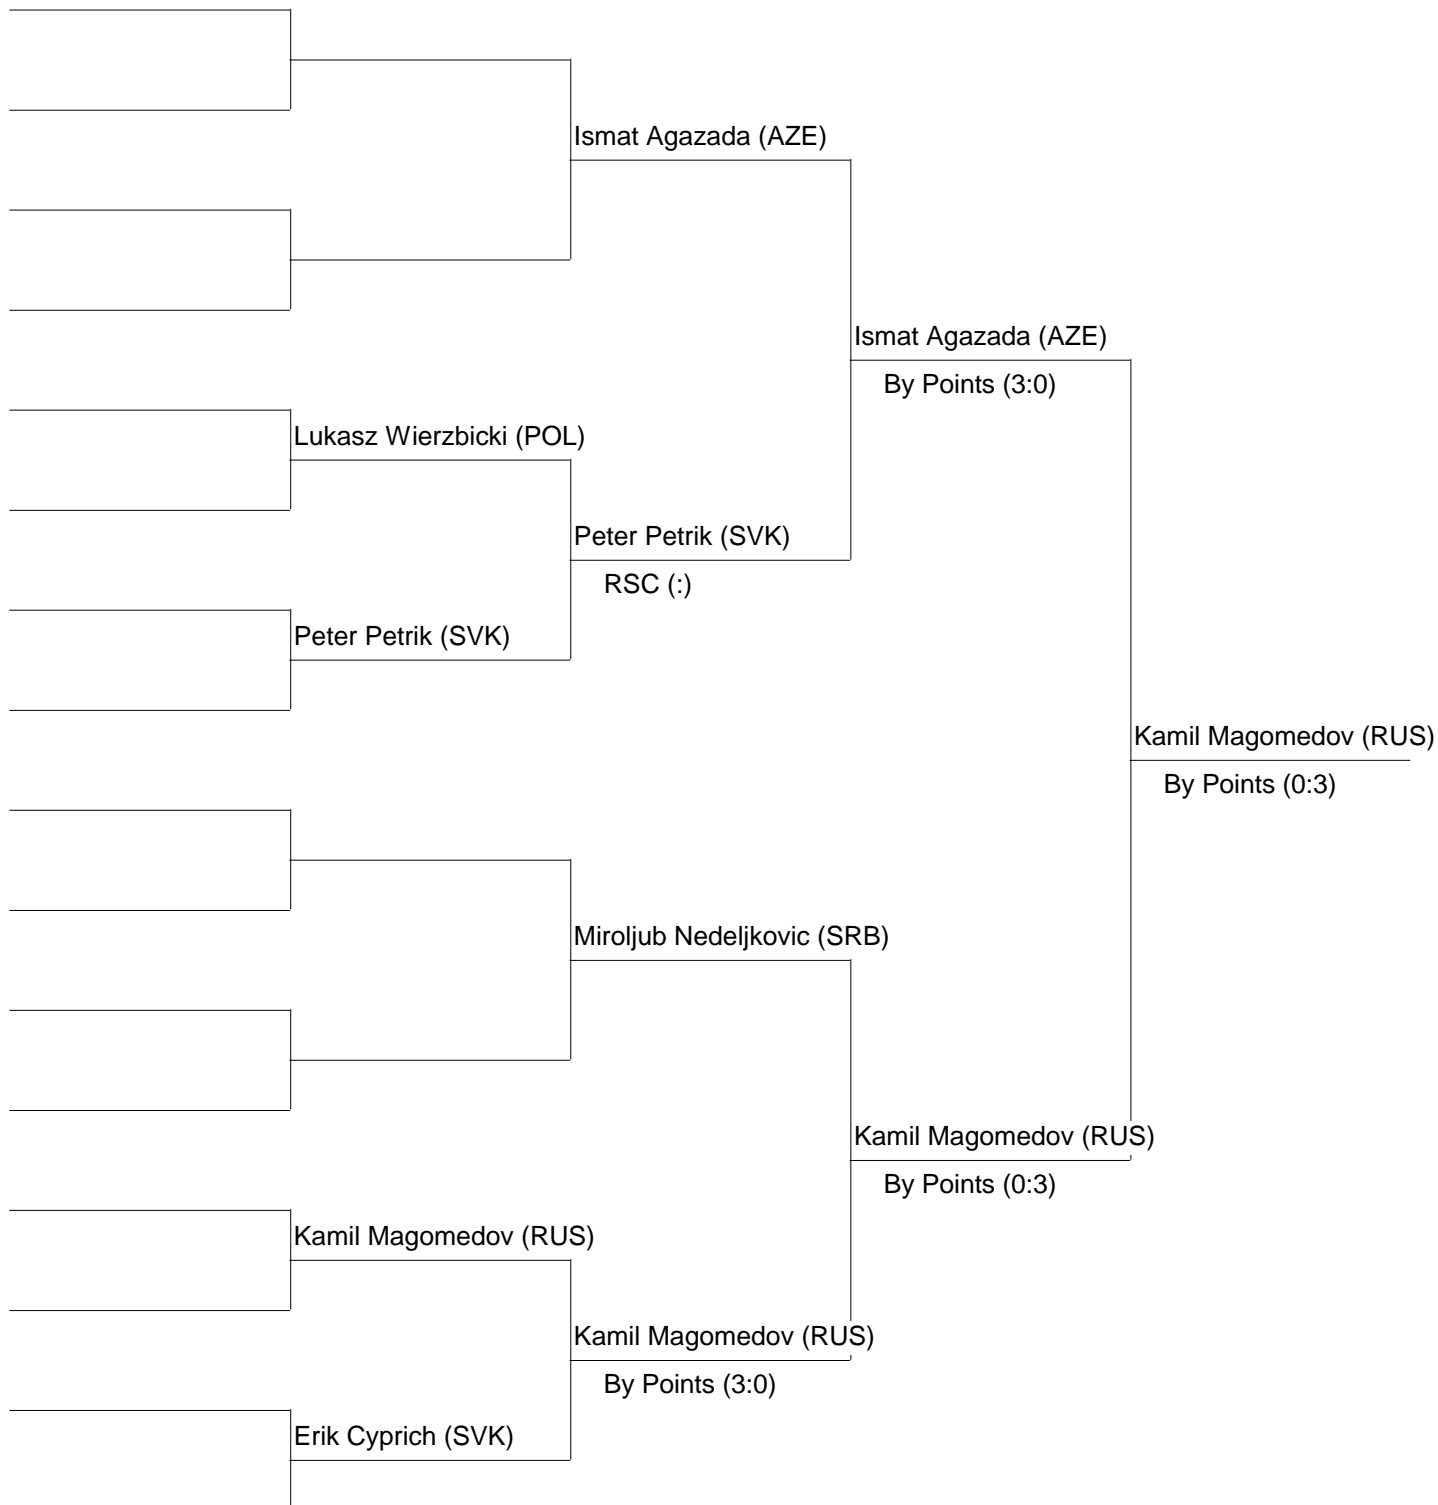 Ismat Agazada (AZE)
Ismat Agazada (AZE)
By Points (3:0)
Lukasz Wierzbicki (POL)
Peter Petrik (SVK)
RSC (:)
Peter Petrik (SVK)
Kamil Magomedov (RUS)
By Points (0:3)
Miroljub Nedeljkovic (SRB)
Kamil Magomedov (RUS)
By Points (0:3)
Kamil Magomedov (RUS)
Kamil Magomedov (RUS)
By Points (3:0)
Erik Cyprich (SVK)